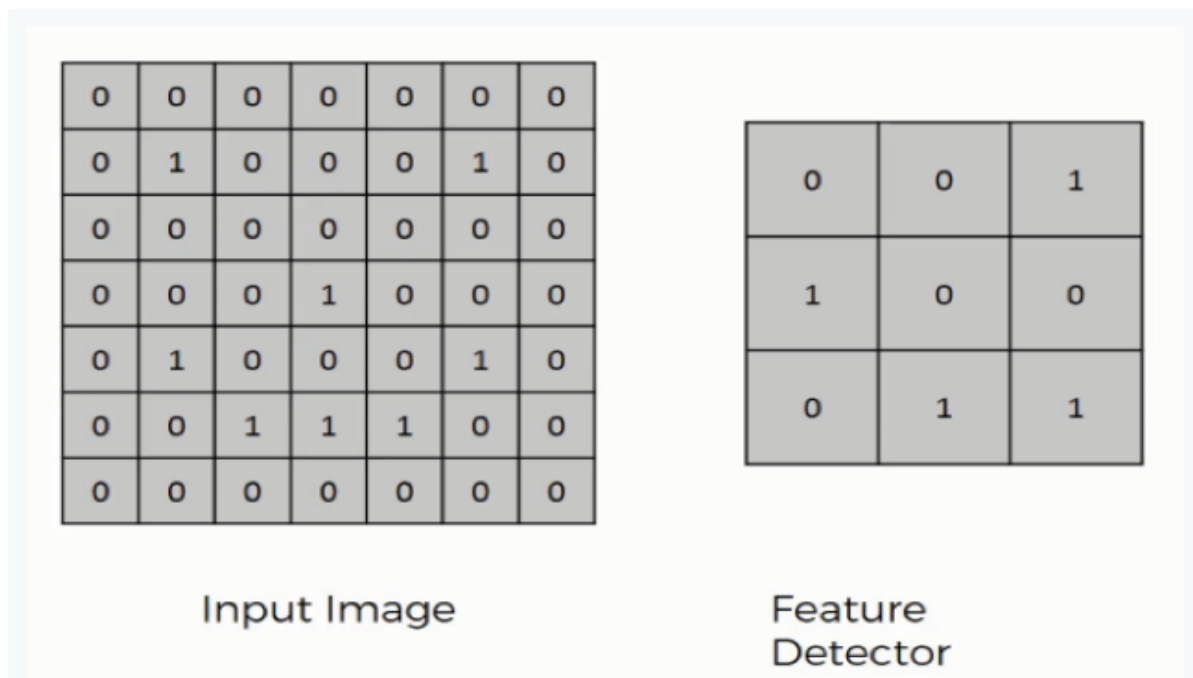 0 0 0 0 0 0 0
0 1 0 0 0 1 0
0 0 0 0 0 0 0
0 0 0 1 0 0 0
0 1 0 0 0 1 0
0 0 1 1 1 0 0
0 0 0 0 0 0 0
Input Image
0 0 1
1 0 0
0 1 1
Feature
Detector